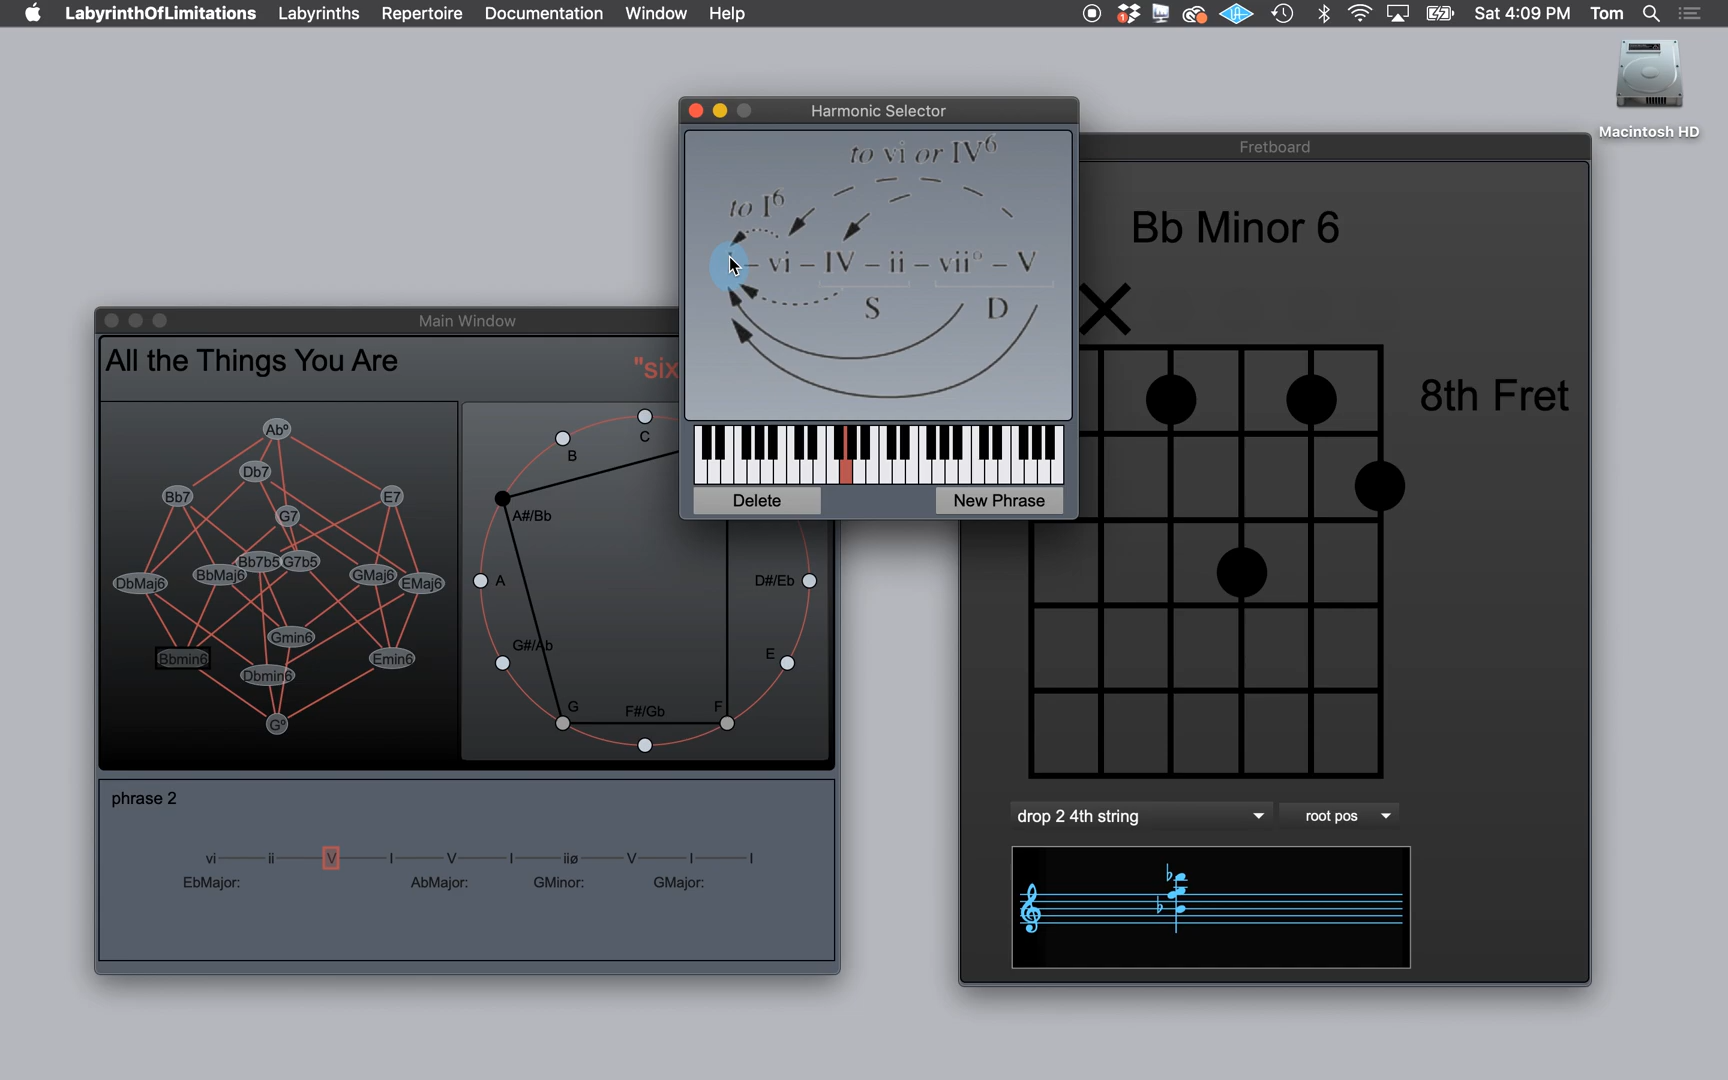 LabyrinthOfLimitations Labyrinths Repertoire Documentation Window Help
1 Sat 4:09 PM Tom
Macintosh HD
Harmonic Selector
to vi or IV6
to I6
– vi – IV – ii – vii° – V
S D
Delete New Phrase
Fretboard
Bb Minor 6
8th Fret
drop 2 4th string root pos
Main Window
All the Things You Are
"six
Abº
Db7
Bb7 E7
G7
Bb7b5 G7b5
DbMaj6 BbMaj6 GMaj6 EMaj6
Gmin6
Bbmin6 Dbmin6 Emin6
Gº
C
B
A#/Bb
A
D#/Eb
G#/Ab
E
G
F#/Gb
F
phrase 2
vi ii V I V I iiø V I I
EbMajor: AbMajor: GMinor: GMajor: